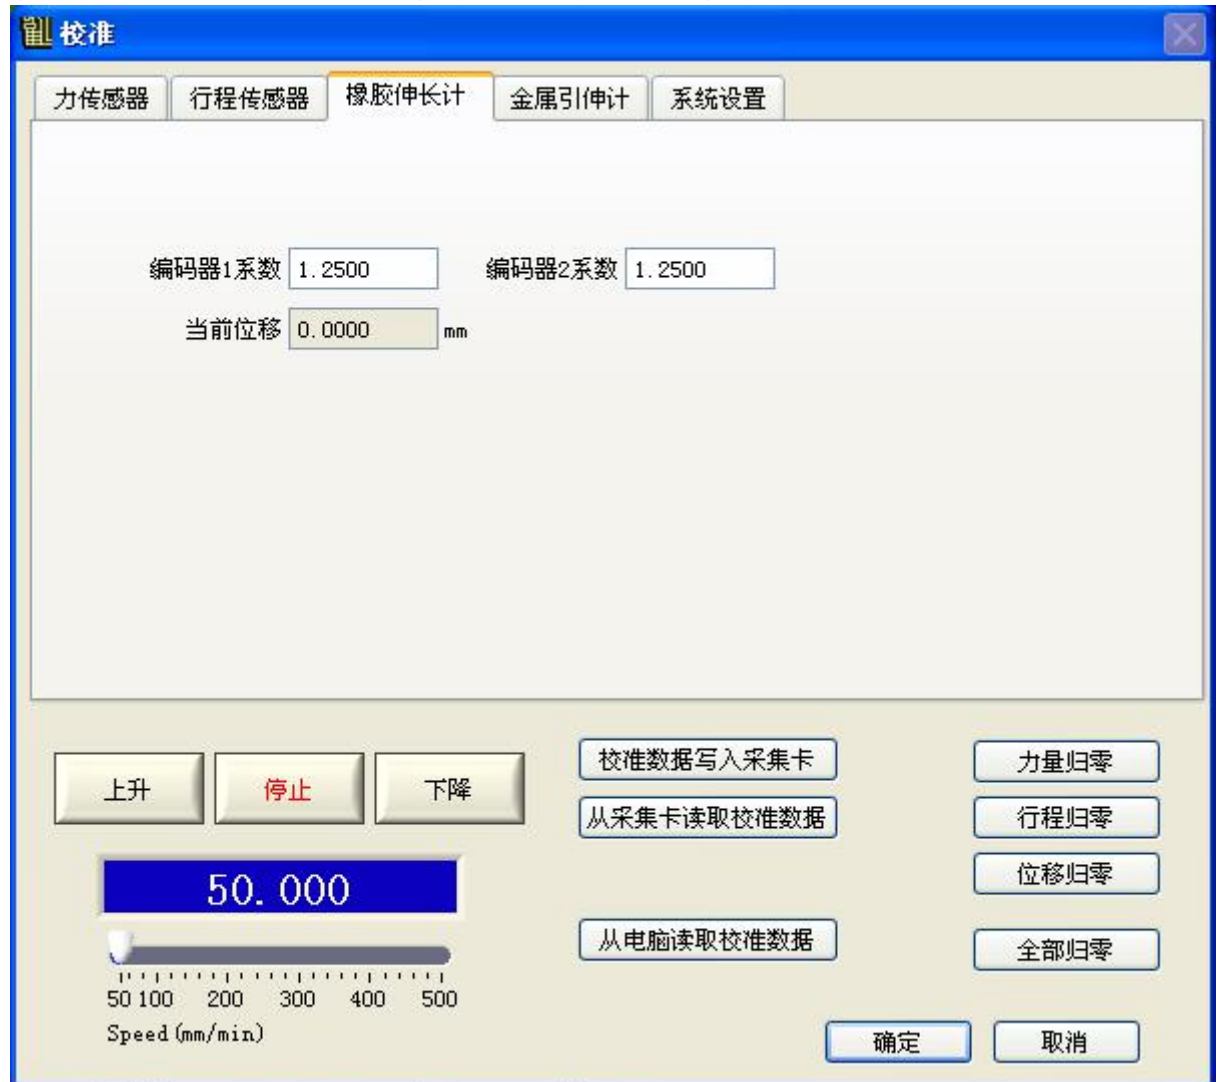 校准
力传感器 行程传感器 橡胶伸长计 金属引伸计 系统设置
编码器1系数 1.2500 编码器2系数 1.2500
当前位移 0.0000 mm
上升 停止 下降
校准数据写入采集卡
从采集卡读取校准数据
从电脑读取校准数据
力量归零
行程归零
位移归零
全部归零
50.000
50 100 200 300 400 500
Speed(mm/min)
确定 取消